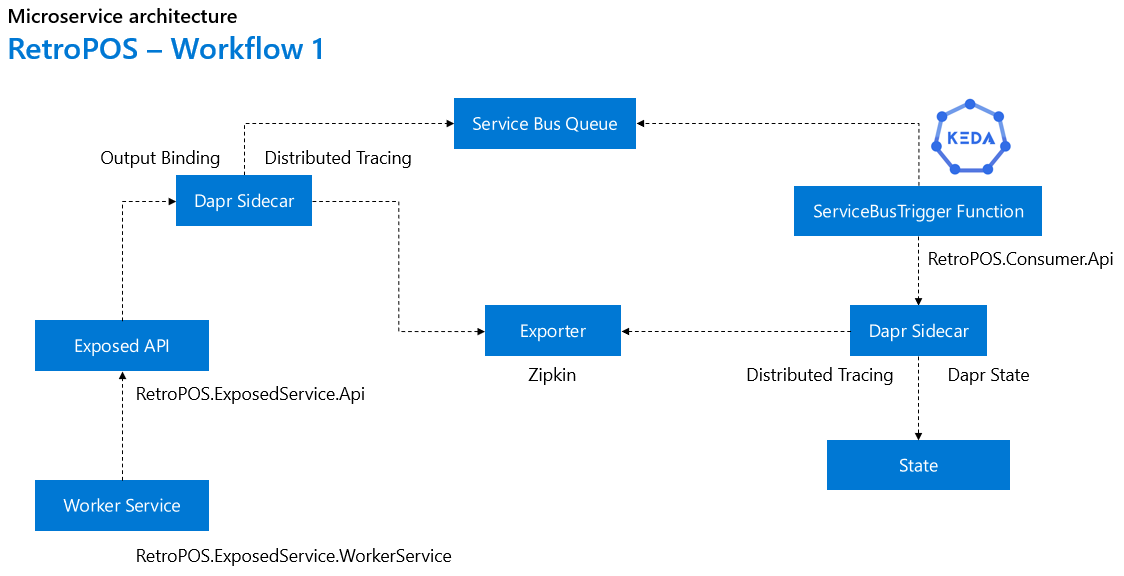 Microservice architecture
RetroPOS – Workflow 1
Service Bus Queue
KEDA
Output Binding
Distributed Tracing
Dapr Sidecar
ServiceBusTrigger Function
RetroPOS.Consumer.Api
Exposed API
Exporter
Dapr Sidecar
Zipkin
Distributed Tracing
Dapr State
RetroPOS.ExposedService.Api
State
Worker Service
RetroPOS.ExposedService.WorkerService